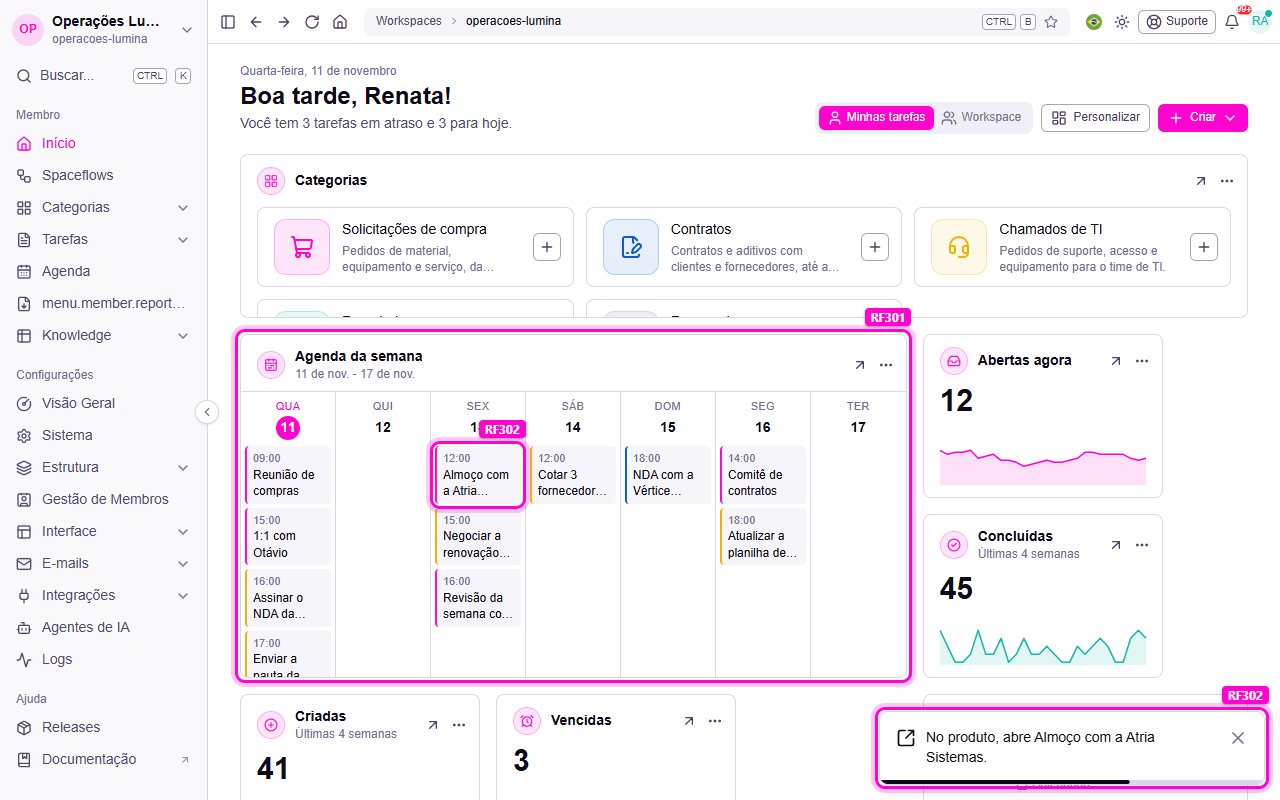 OP
Operações Lu...
operacoes-lumina
Buscar...
CTRL K
Membro
Início
Spaceflows
Categorias
Tarefas
Agenda
menu.member.report...
Knowledge
Configurações
Visão Geral
Sistema
Estrutura
Gestão de Membros
Interface
E-mails
Integrações
Agentes de IA
Logs
Ajuda
Releases
Documentação
Workspaces > operacoes-lumina
CTRL B
Suporte
99+
RA
Quarta-feira, 11 de novembro
Boa tarde, Renata!
Você tem 3 tarefas em atraso e 3 para hoje.
Minhas tarefas
Workspace
Personalizar
Criar
Categorias
Solicitações de compra
Pedidos de material,
equipamento e serviço, da...
Contratos
Contratos e aditivos com
clientes e fornecedores, até a...
Chamados de TI
Pedidos de suporte, acesso e
equipamento para o time de TI.
RF301
Agenda da semana
11 de nov. - 17 de nov.
QUA
11
09:00
Reunião de
compras
15:00
1:1 com
Otávio
16:00
Assinar o
NDA da...
17:00
Enviar a
pauta da
QUI
12
SEX
RF302
12:00
Almoço com
a Atria...
15:00
Negociar a
renovação...
16:00
Revisão da
semana co...
SÁB
14
12:00
Cotar 3
fornecedor...
DOM
15
18:00
NDA com a
Vértice...
SEG
16
14:00
Comitê de
contratos
18:00
Atualizar a
planilha de...
TER
17
Abertas agora
12
Concluídas
Últimas 4 semanas
45
Criadas
Últimas 4 semanas
41
Vencidas
3
RF302
No produto, abre Almoço com a Atria
Sistemas.